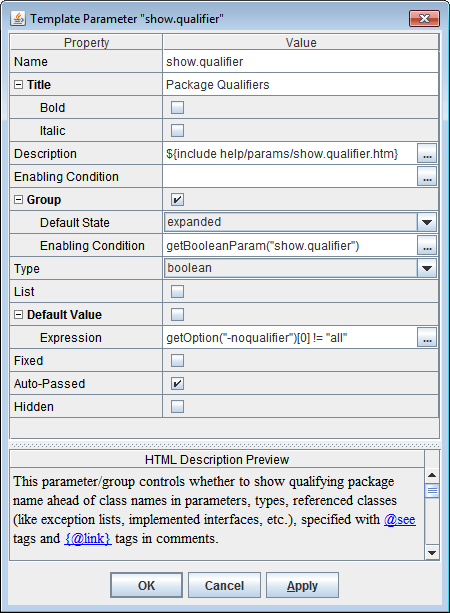 Template Parameter "show.qualifier"
Property Value
Name show.qualifier
Title Package Qualifiers
Bold
Italic
Description ${include help/params/show.qualifier.htm} ...
Enabling Condition ...
Group
Default State expanded
Enabling Condition getBooleanParam("show.qualifier") ...
Type boolean
List
Default Value
Expression getOption("-noqualifier")[0] != "all" ...
Fixed
Auto-Passed
Hidden
HTML Description Preview
This parameter/group controls whether to show qualifying package
name ahead of class names in parameters, types, referenced classes
(like exception lists, implemented interfaces, etc.), specified with @see
tags and {@link} tags in comments.
OK Cancel Apply